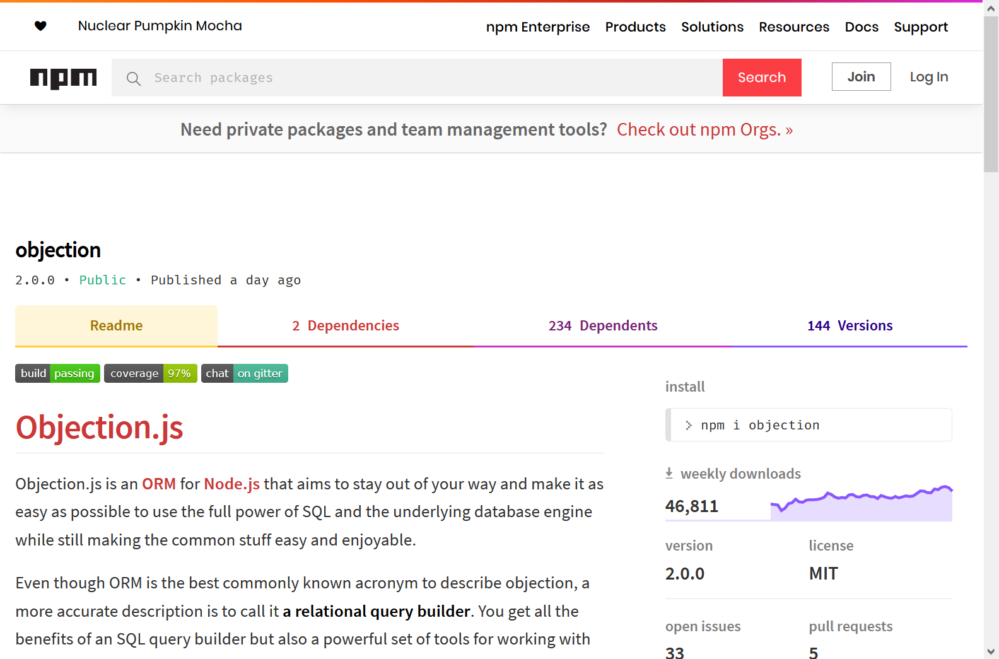 Nuclear Pumpkin Mocha
npm Enterprise Products Solutions Resources Docs Support
npm
Search packages
Search
Join
Log In
Need private packages and team management tools? Check out npm Orgs. »
objection
2.0.0 • Public • Published a day ago
Readme
2 Dependencies
234 Dependents
144 Versions
build passing coverage 97% chat on gitter
Objection.js
Objection.js is an ORM for Node.js that aims to stay out of your way and make it as
easy as possible to use the full power of SQL and the underlying database engine
while still making the common stuff easy and enjoyable.
Even though ORM is the best commonly known acronym to describe objection, a
more accurate description is to call it a relational query builder. You get all the
benefits of an SQL query builder but also a powerful set of tools for working with
install
npm i objection
weekly downloads
46,811
version
2.0.0
license
MIT
open issues
33
pull requests
5